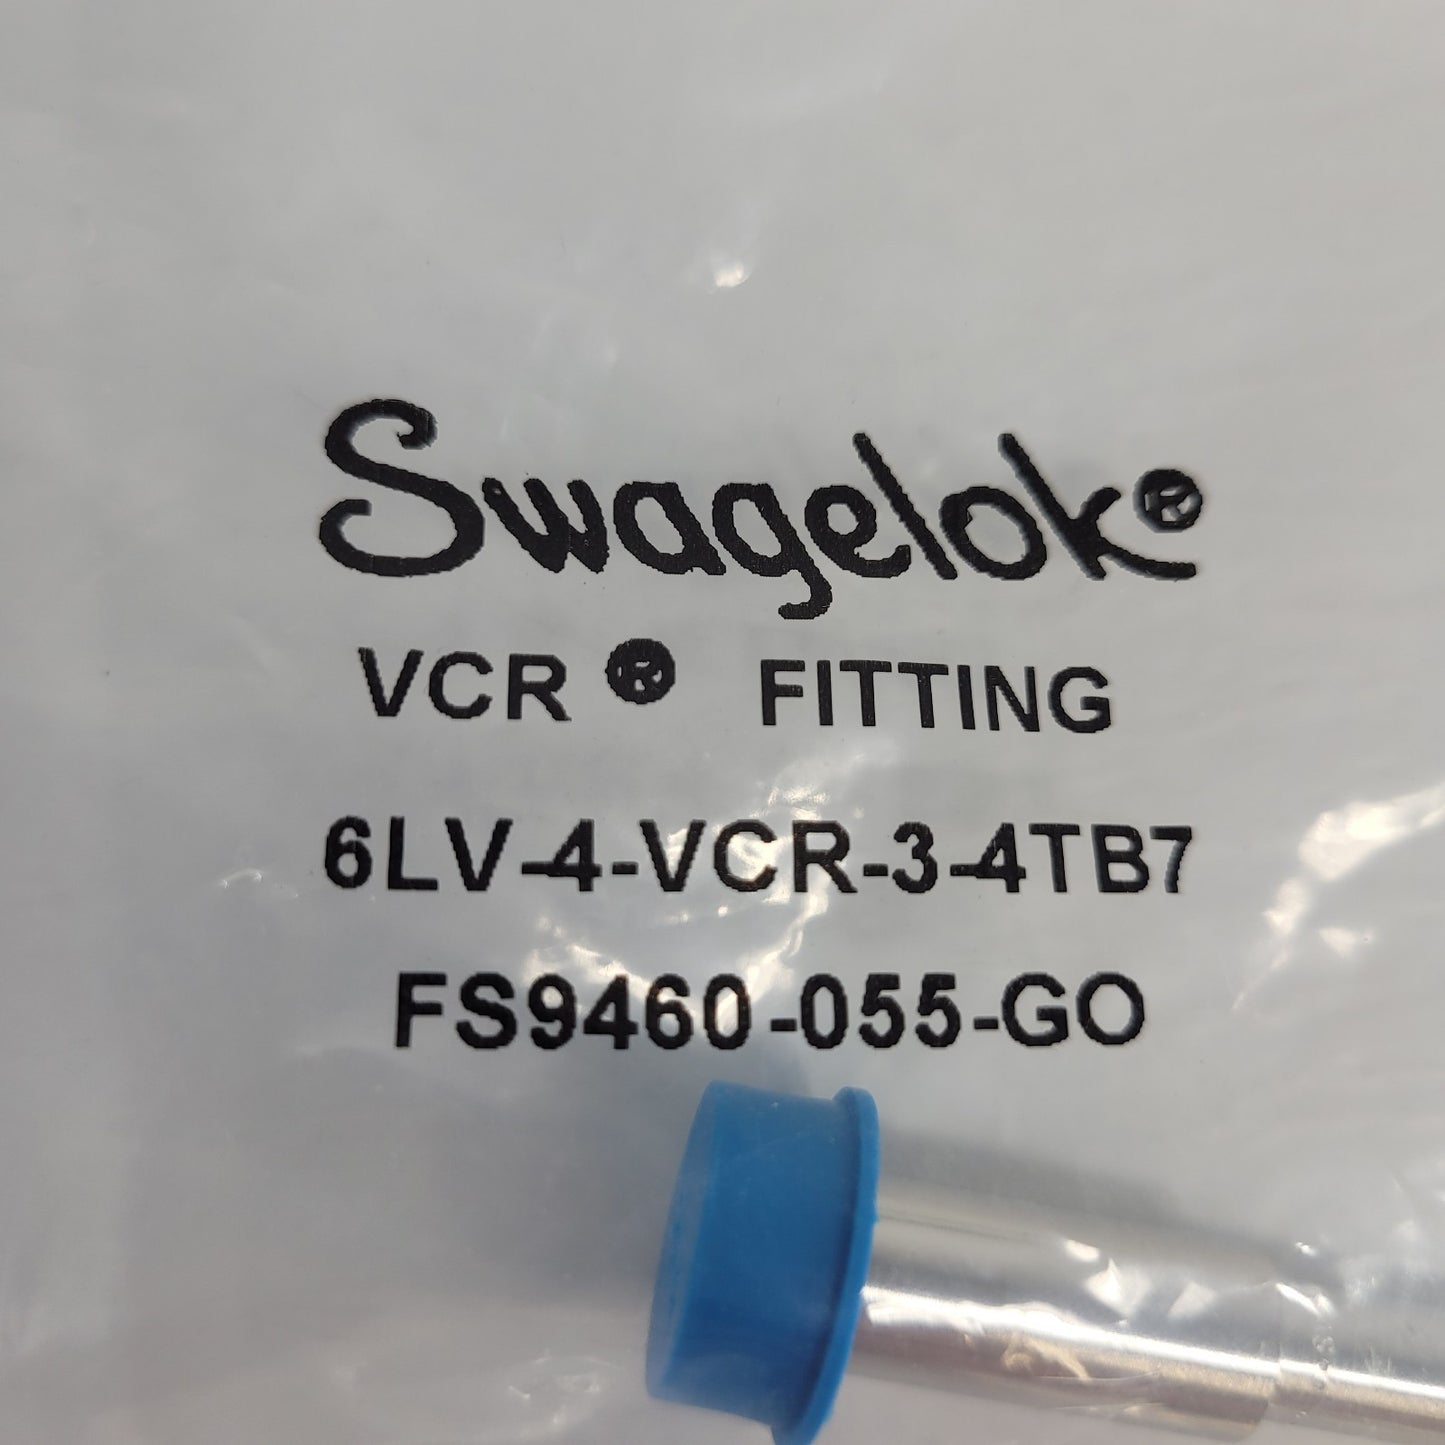 Swagelok®
VCR® FITTING
6LV-4-VCR-3-4TB7
FS9460-055-GO